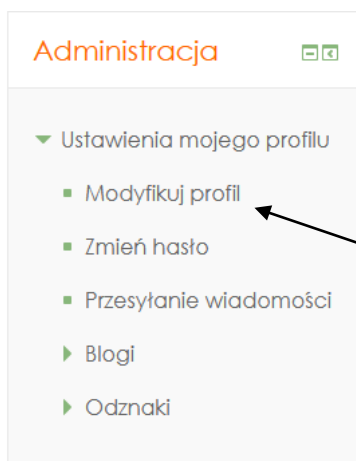 Administracja
Ustawienia mojego profilu
Modyfikuj profil
Zmień hasło
Przesyłanie wiadomości
Blogi
Odznaki